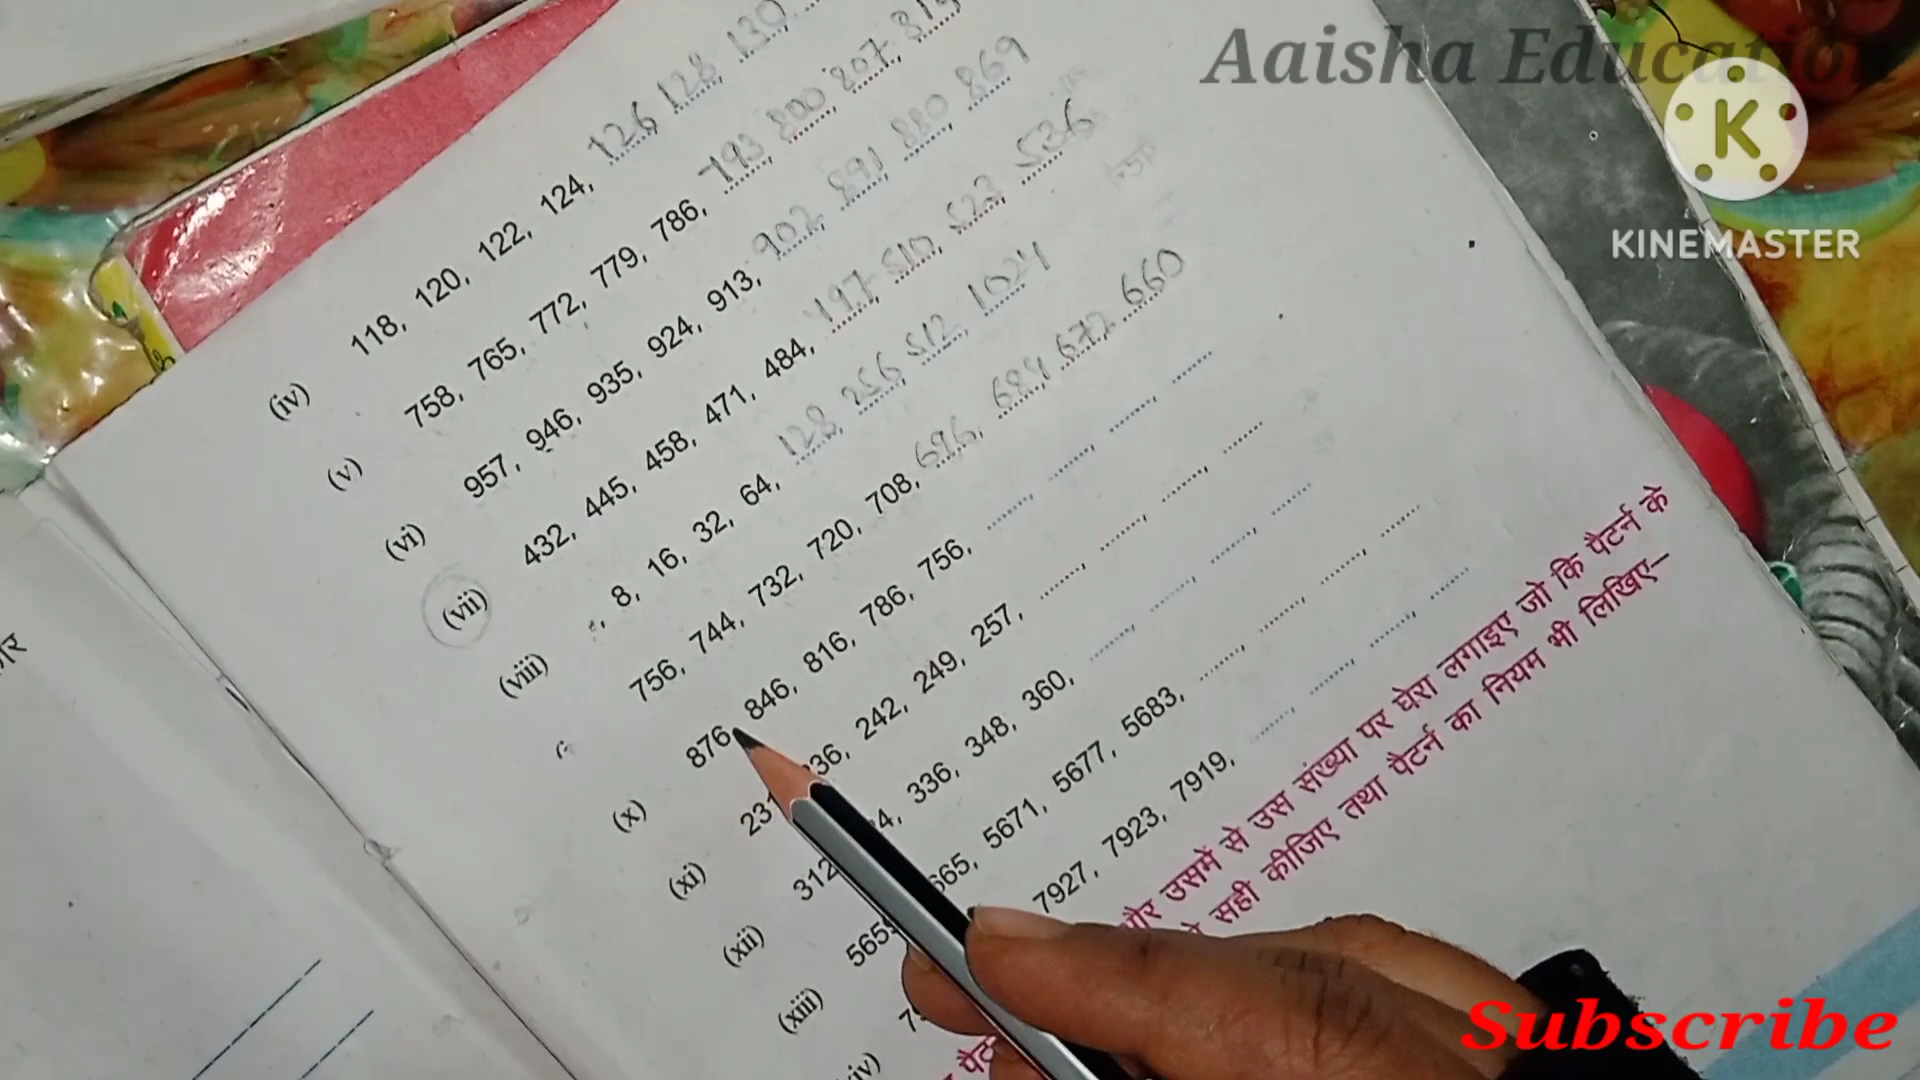 Aaisha Education
K
KINEMASTER
(iv) 118, 120, 122, 124, 126, 128, 130,
(v) 758, 765, 772, 779, 786, 793, 800, 807,
(vi) 957, 946, 935, 924, 913, 902, 891, 880, 869
(vii) 432, 445, 458, 471, 484, 497, 510, 523, 536
(viii) 8, 16, 32, 64, 128, 256, 512, 1024
756, 744, 732, 720, 708, 696, 684, 672, 660
(x) 876, 846, 816, 786, 756, ......., ......., ......., .......
(xi) 242, 249, 257, ......., ......., ......., .......
(xii) 336, 348, 360, ......., ......., ......., .......
(xiii) 5671, 5677, 5683, ......., ......., ......., .......
7927, 7923, 7919, ......., ......., ......., .......
और उसमें से उस संख्या पर घेरा लगाइए जो कि पैटर्न के
सही कीजिए तथा पैटर्न का नियम भी लिखिए–
Subscribe